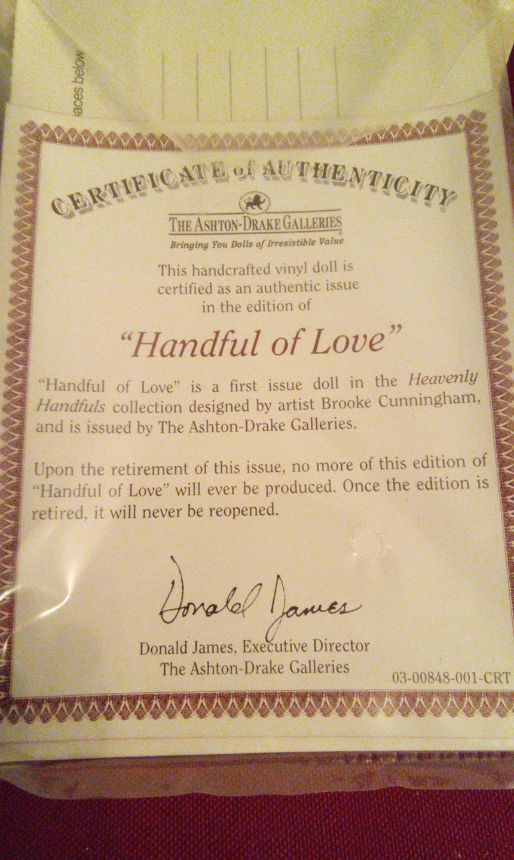 aces below
CERTIFICATE of AUTHENTICITY
THE ASHTON-DRAKE GALLERIES
Bringing You Dolls of Irresistible Value
This handcrafted vinyl doll is
certified as an authentic issue
in the edition of
“Handful of Love”
“Handful of Love” is a first issue doll in the Heavenly
Handfuls collection designed by artist Brooke Cunningham,
and is issued by The Ashton-Drake Galleries.
Upon the retirement of this issue, no more of this edition of
“Handful of Love” will ever be produced. Once the edition is
retired, it will never be reopened.
Donald James
Donald James, Executive Director
The Ashton-Drake Galleries
03-00848-001-CRT